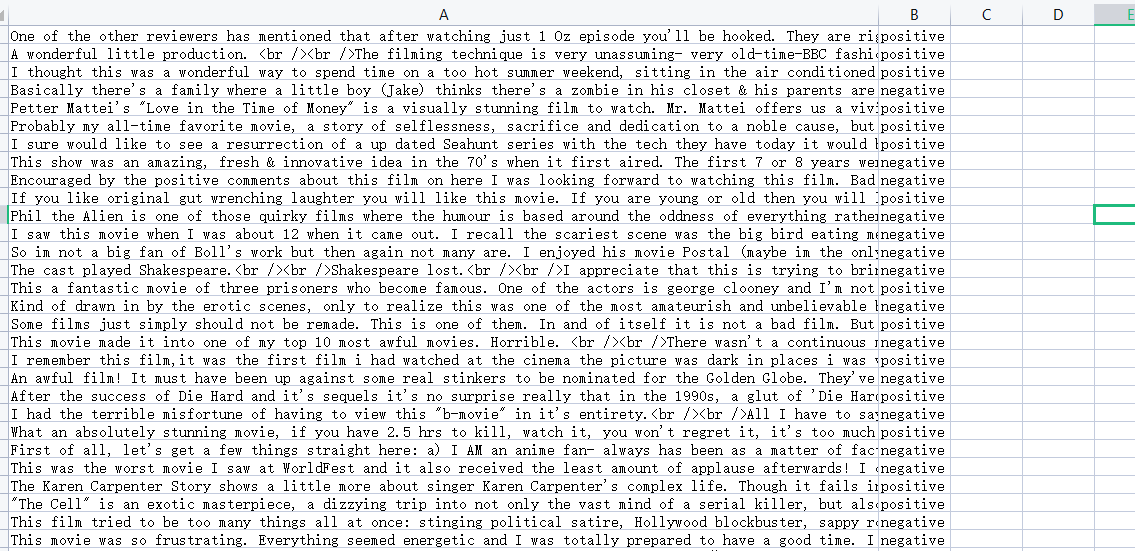 A B C D E
One of the other reviewers has mentioned that after watching just 1 Oz episode you'll be hooked. They are positive
A wonderful little production. <br /><br />The filming technique is very unassuming- very old-time-BBC positive
I thought this was a wonderful way to spend time on a too hot summer weekend, sitting in the air conditioned positive
Basically there's a family where a little boy (Jake) thinks there's a zombie in his closet & his parents are negative
Petter Mattei's "Love in the Time of Money" is a visually stunning film to watch. Mr. Mattei offers us a positive
Probably my all-time favorite movie, a story of selflessness, sacrifice and dedication to a noble cause, but positive
I sure would like to see a resurrection of a up dated Seahunt series with the tech they have today it would positive
This show was an amazing, fresh & innovative idea in the 70's when it first aired. The first 7 or 8 years negative
Encouraged by the positive comments about this film on here I was looking forward to watching this film. Bad negative
If you like original gut wrenching laughter you will like this movie. If you are young or old then you will positive
Phil the Alien is one of those quirky films where the humour is based around the oddness of everything negative
I saw this movie when I was about 12 when it came out. I recall the scariest scene was the big bird eating negative
So im not a big fan of Boll's work but then again not many are. I enjoyed his movie Postal (maybe im the negative
The cast played Shakespeare.<br /><br />Shakespeare lost.<br /><br />I appreciate that this is trying to negative
This a fantastic movie of three prisoners who become famous. One of the actors is george clooney and I'm not positive
Kind of drawn in by the erotic scenes, only to realize this was one of the most amateurish and unbelievable negative
Some films just simply should not be remade. This is one of them. In and of itself it is not a bad film. But positive
This movie made it into one of my top 10 most awful movies. Horrible. <br /><br />There wasn't a continuous negative
I remember this film,it was the first film i had watched at the cinema the picture was dark in places i was positive
An awful film! It must have been up against some real stinkers to be nominated for the Golden Globe. They've negative
After the success of Die Hard and it's sequels it's no surprise really that in the 1990s, a glut of 'Die positive
I had the terrible misfortune of having to view this "b-movie" in it's entirety.<br /><br />All I have to negative
What an absolutely stunning movie, if you have 2.5 hrs to kill, watch it, you won't regret it, it's too much positive
First of all, let's get a few things straight here: a) I AM an anime fan- always has been as a matter of negative
This was the worst movie I saw at WorldFest and it also received the least amount of applause afterwards! I negative
The Karen Carpenter Story shows a little more about singer Karen Carpenter's complex life. Though it fails positive
"The Cell" is an exotic masterpiece, a dizzying trip into not only the vast mind of a serial killer, but positive
This film tried to be too many things all at once: stinging political satire, Hollywood blockbuster, sappy negative
This movie was so frustrating. Everything seemed energetic and I was totally prepared to have a good time. I negative